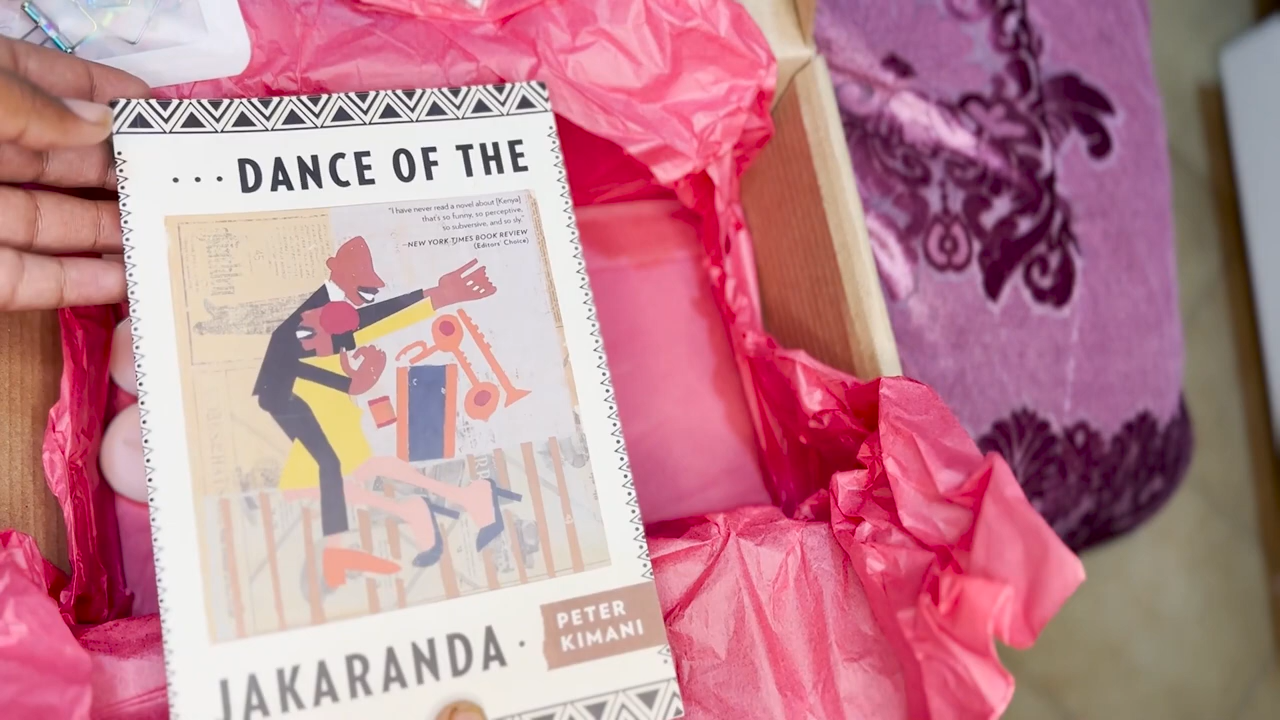 ... DANCE OF THE
"I have never read a novel about [Kenya]
that's so funny, so perceptive,
so subversive, and so sly."
—NEW YORK TIMES BOOK REVIEW
(Editors' Choice)
JAKARANDA ·
PETER
KIMANI